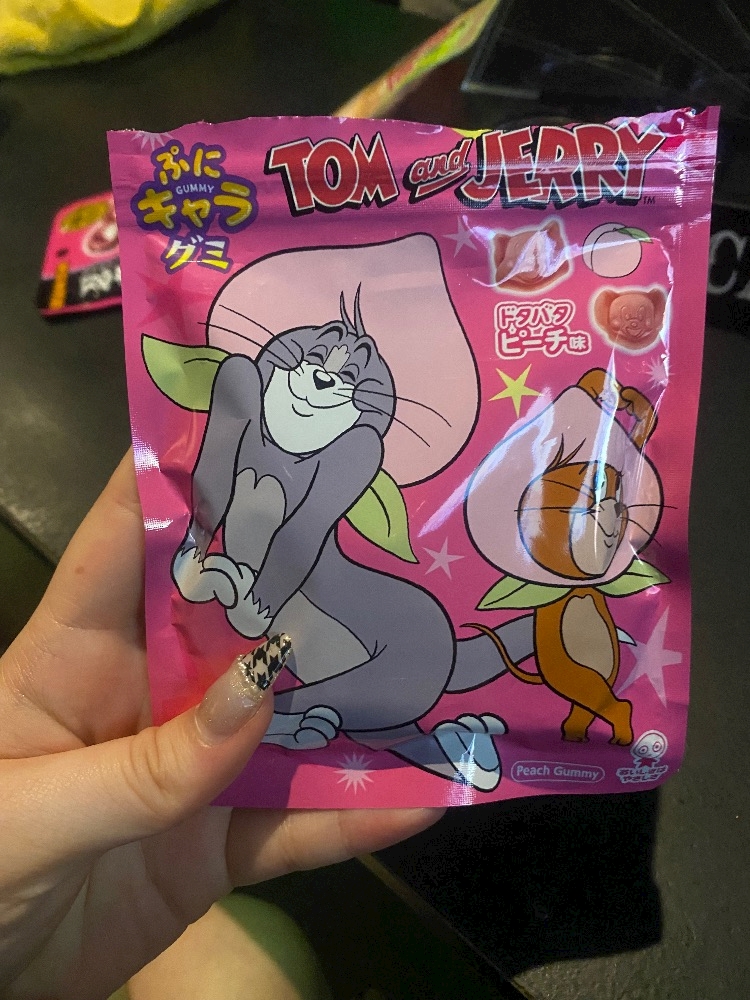 ぷに
GUMMY
キャラ
グミ
TOM and JERRY™
ドタバタ
ピーチ味
Peach Gummy